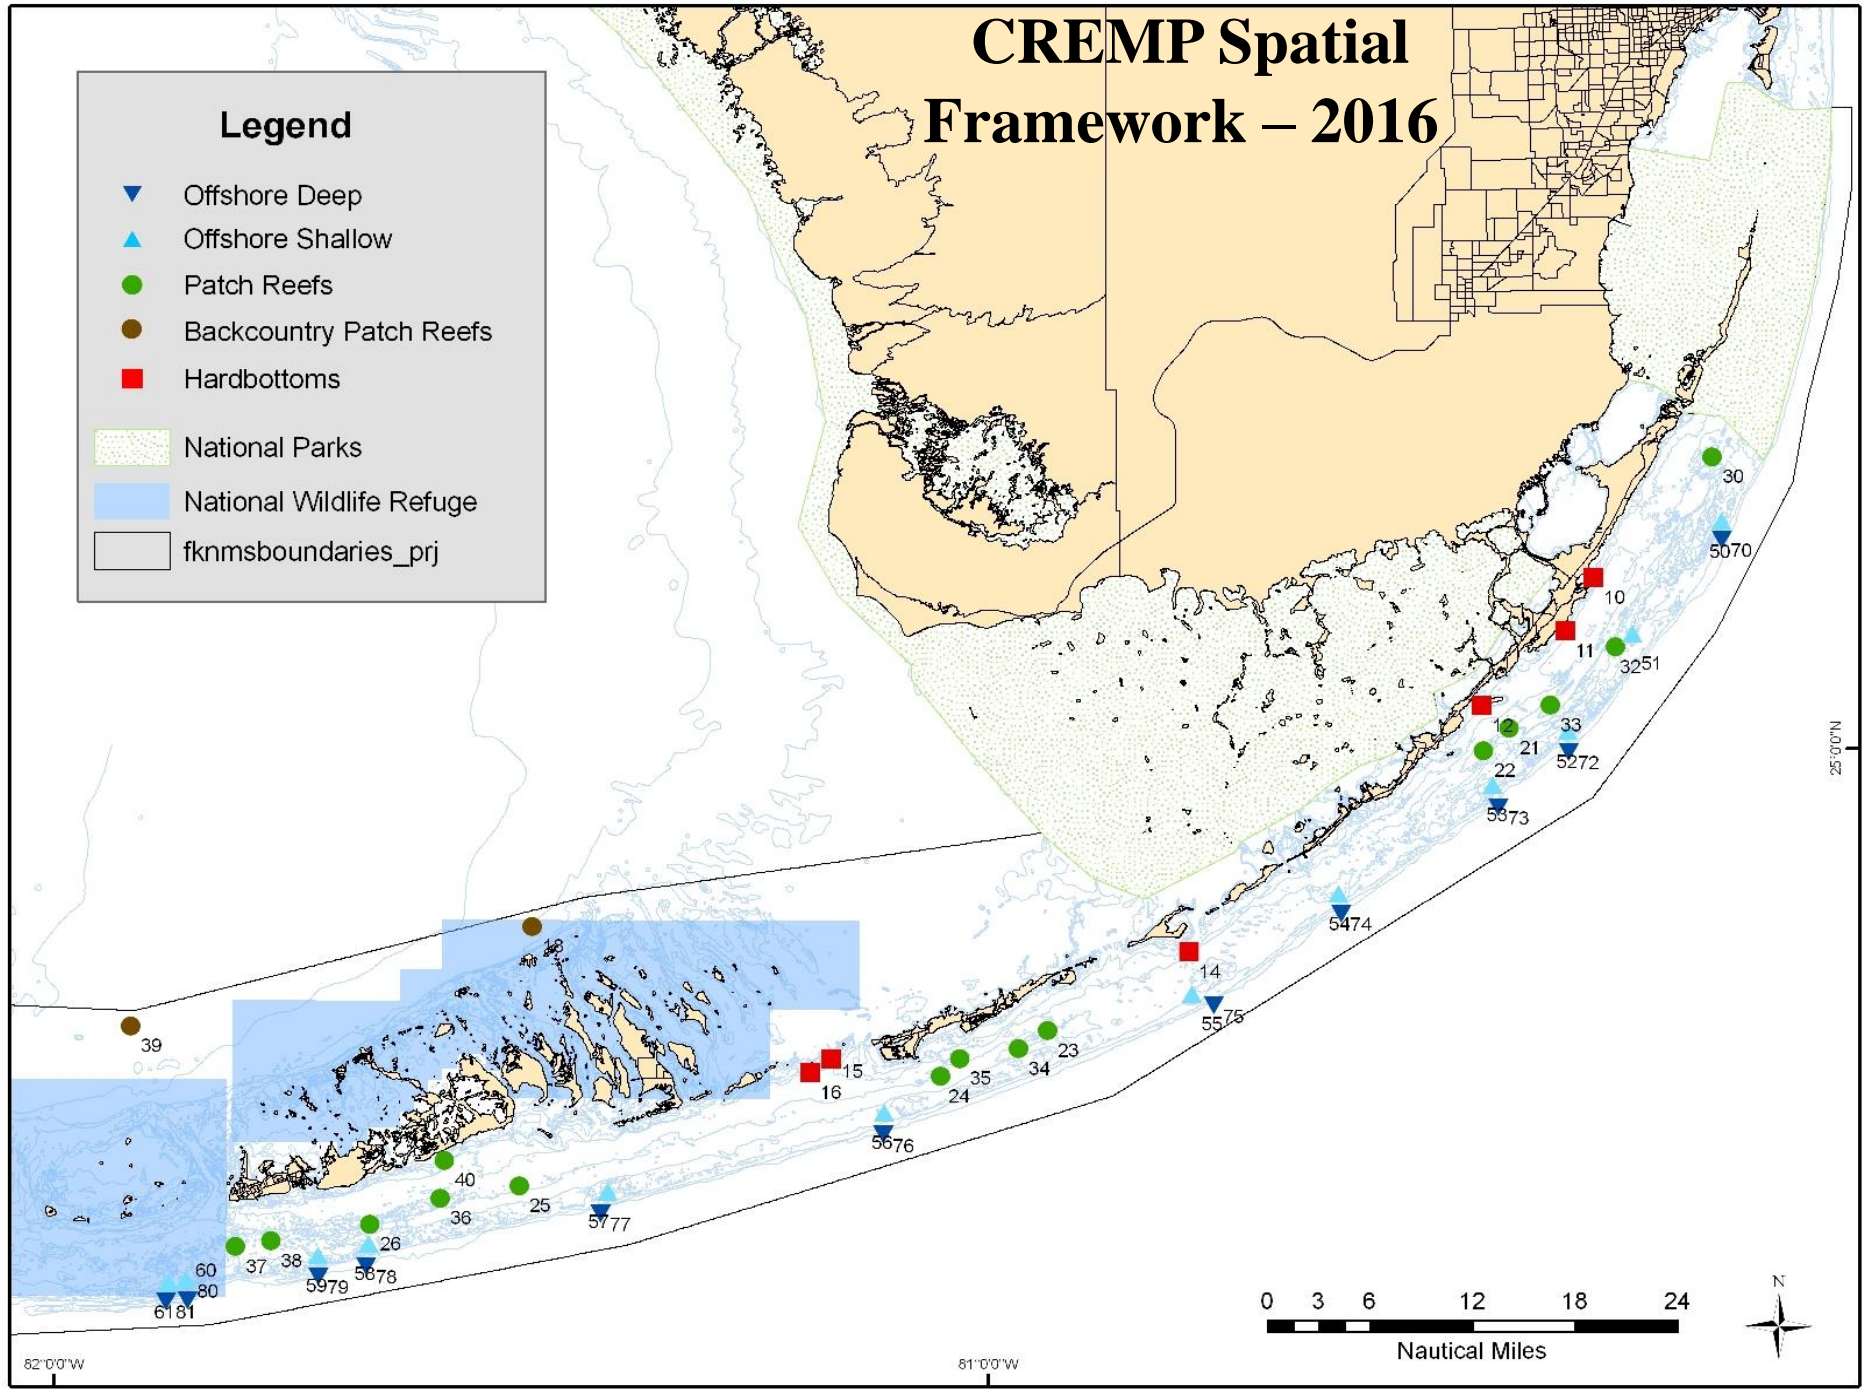 CREMP Spatial
Framework – 2016
Legend
Offshore Deep
Offshore Shallow
Patch Reefs
Backcountry Patch Reefs
Hardbottoms
National Parks
National Wildlife Refuge
fknmsboundaries_prj
30
5070
10
11
3251
12
33
21
5272
22
5373
25°0'0"N
5474
18
14
55
75
39
23
34
35
24
15
16
5676
40
36
25
5777
26
37
38
5878
5979
60
80
6181
0 3 6 12 18 24
Nautical Miles
N
82°0'0"W
81°0'0"W